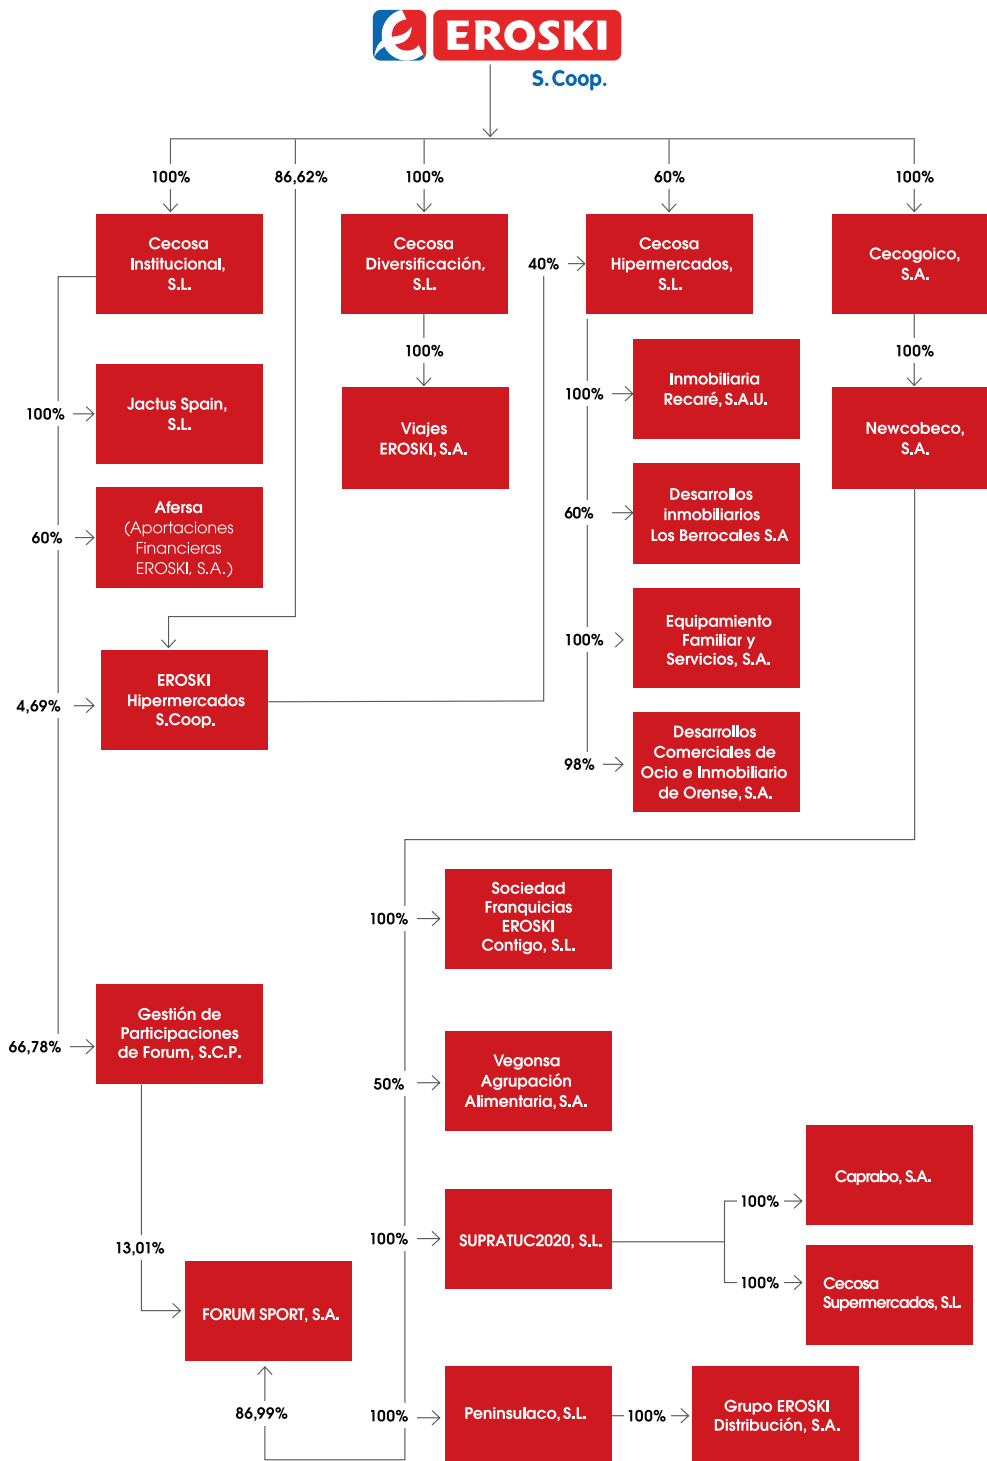 EROSKI
S.Coop.
100%
86,62%
100%
60%
100%
Cecosa
Institucional,
S.L.
Cecosa
Diversificación,
S.L.
40%
Cecosa
Hipermercados,
S.L.
Cecogoico,
S.A.
100%
100%
Jactus Spain,
S.L.
100%
Viajes
EROSKI, S.A.
100%
Inmobiliaria
Recaré, S.A.U.
Newcobeco,
S.A.
60%
Afersa
(Aportaciones
Financieras
EROSKI, S.A.)
60%
Desarrollos
inmobiliarios
Los Berrocales S.A
100%
Equipamiento
Familiar y
Servicios, S.A.
4,69%
EROSKI
Hipermercados
S.Coop.
98%
Desarrollos
Comerciales de
Ocio e Inmobiliario
de Orense, S.A.
100%
Sociedad
Franquicias
EROSKI
Contigo, S.L.
66,78%
Gestión de
Participaciones
de Forum, S.C.P.
50%
Vegonsa
Agrupación
Alimentaria, S.A.
100%
SUPRATUC2020, S.L.
100%
Caprabo, S.A.
100%
Cecosa
Supermercados, S.L
13,01%
FORUM SPORT, S.A.
86,99%
100%
Peninsulaco, S.L.
100%
Grupo EROSKI
Distribución, S.A.